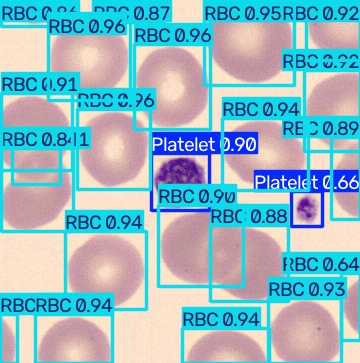 RBC 0.86
RBC 0.87
RBC 0.95
RBC 0.92
RBC 0.96
RBC 0.96
RBC 0.92
RBC 0.91
RBC 0.96
RBC 0.94
RBC 0.89
RBC 0.841
Platelet 0.90
Platelet 0.66
RBC 0.90
RBC 0.88
RBC 0.94
RBC 0.64
RBC 0.93
RBC
RBC 0.94
RBC 0.94